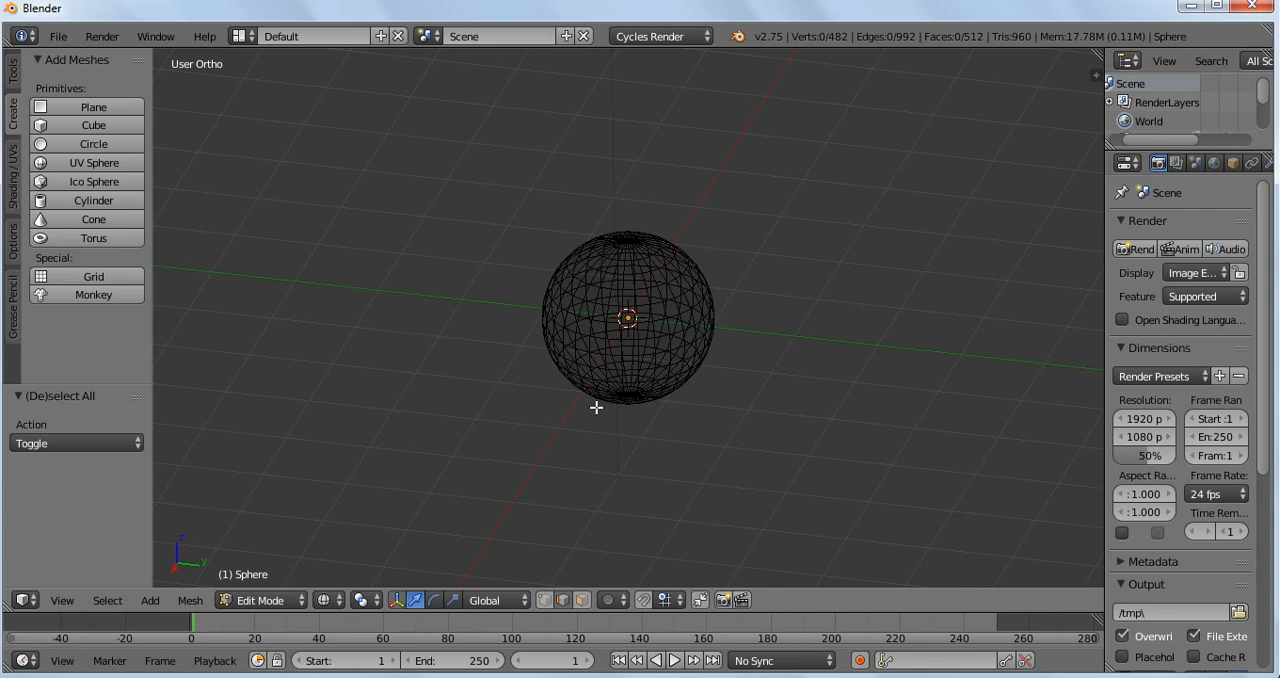 Blender
File Render Window Help Default Scene Cycles Render v2.75 | Verts:0/482 | Edges:0/992 | Faces:0/512 | Tris:960 | Mem:17.78M (0.11M) | Sphere
Tools
Create
Shading / UVs
Options
Grease Pencil
Add Meshes
Primitives:
Plane
Cube
Circle
UV Sphere
Ico Sphere
Cylinder
Cone
Torus
Special:
Grid
Monkey
(De)select All
Action
Toggle
User Ortho
z
y
(1) Sphere
View Select Add Mesh Edit Mode Global
-40 -20 0 20 40 60 80 100 120 140 160 180 200 220 240 260 280
View Marker Frame Playback Start: 1 End: 250 1 No Sync
View Search All Sc
Scene
RenderLayers
World
Scene
Render
Rend Anim Audio
Display Image E...
Feature Supported
Open Shading Langua...
Dimensions
Render Presets
Resolution: Frame Ran
1920 p Start :1
1080 p En:250
50% Fram:1
Aspect Ra... Frame Rate:
:1.000 24 fps
:1.000 Time Rem...
1
Metadata
Output
/tmp\
Overwri File Exte
Placehol Cache R